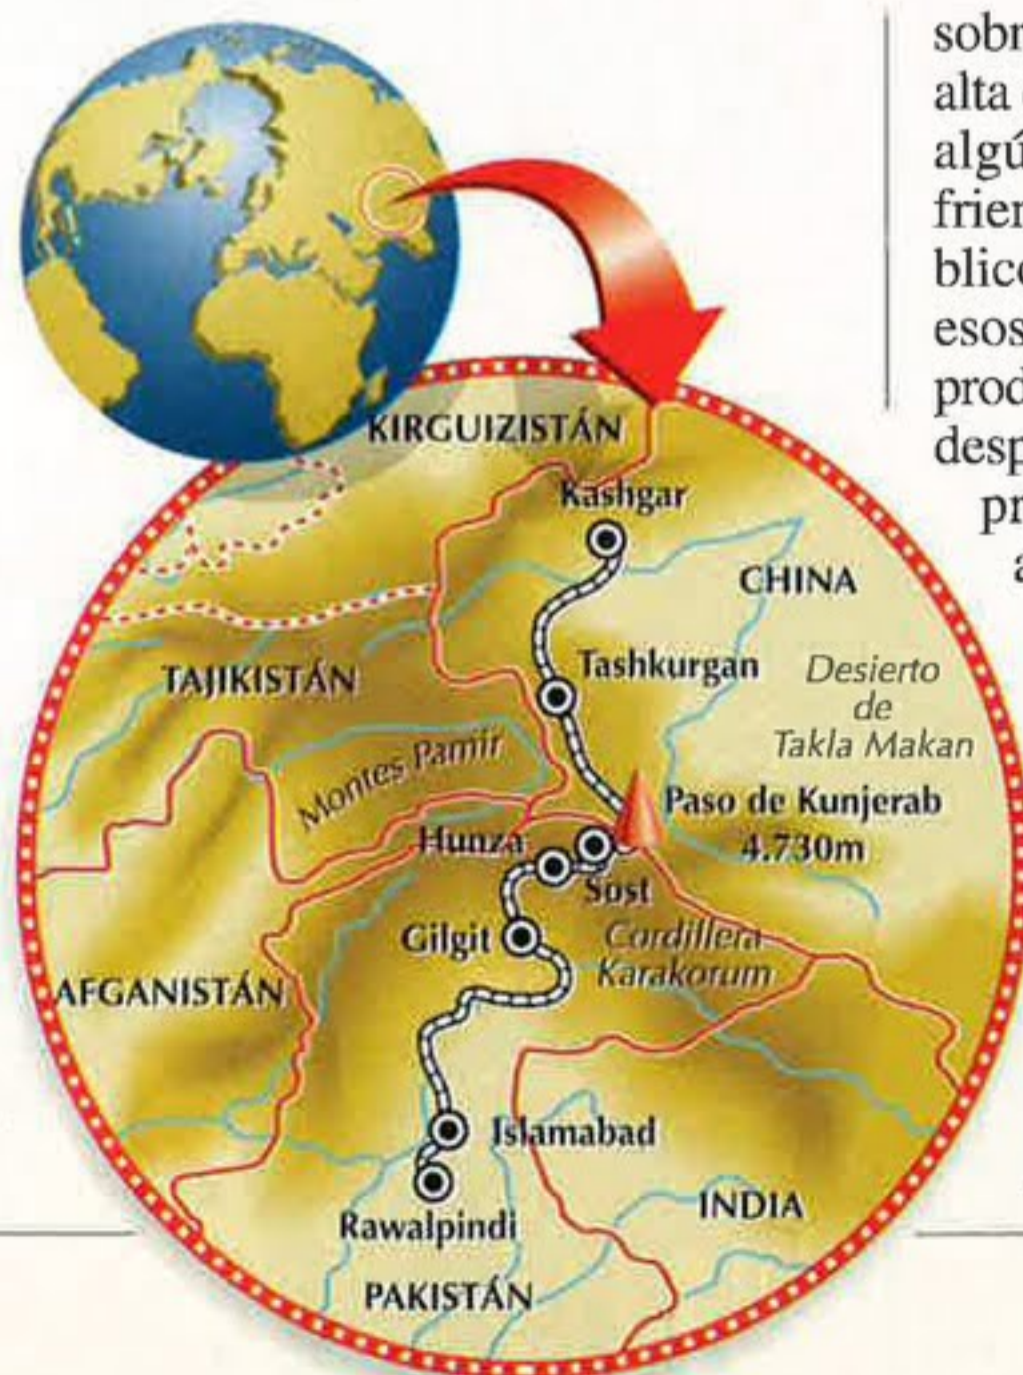 sobr
alta
algú
frien
blico
esos
prod
desp
pr
a
KIRGUIZISTÁN
Kashgar
CHINA
Tashkurgan
TAJIKISTÁN
Desierto
de
Takla Makan
Montes Pamir
Paso de Kunjerab
4.730m
Hunza
Sost
Gilgit
Cordillera
Karakorum
AFGANISTÁN
Islamabad
INDIA
Rawalpindi
PAKISTÁN